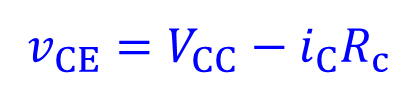 v_CE = V_CC − i_C R_c